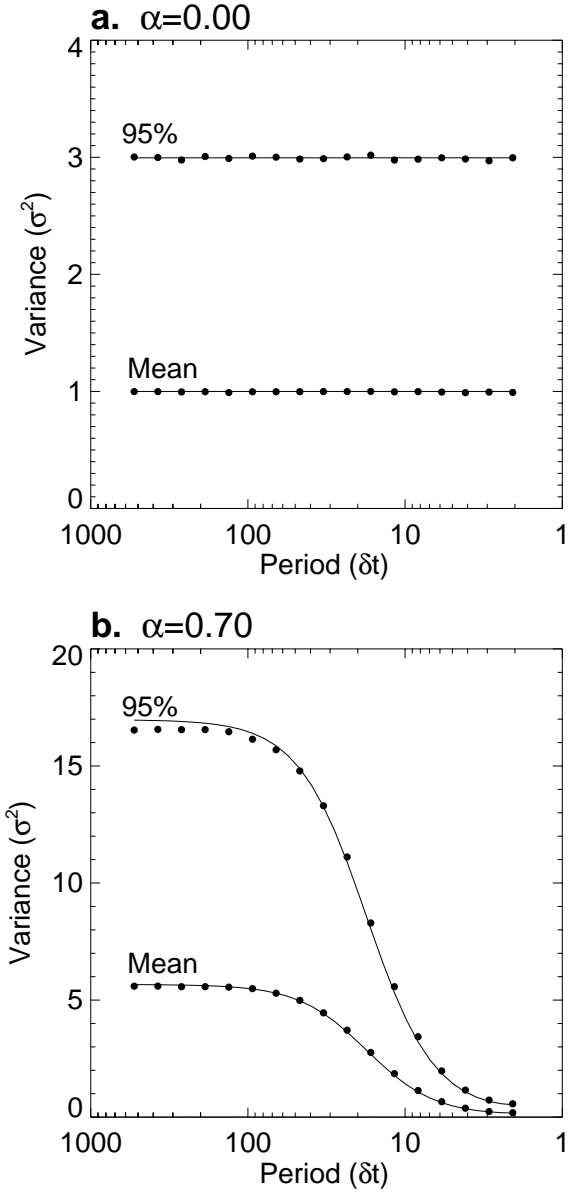 a. α=0.00
4
95%
3
Variance (σ²)
2
Mean
1
0
1000 100 10 1
Period (δt)
b. α=0.70
20
95%
15
Variance (σ²)
10
Mean
5
0
1000 100 10 1
Period (δt)